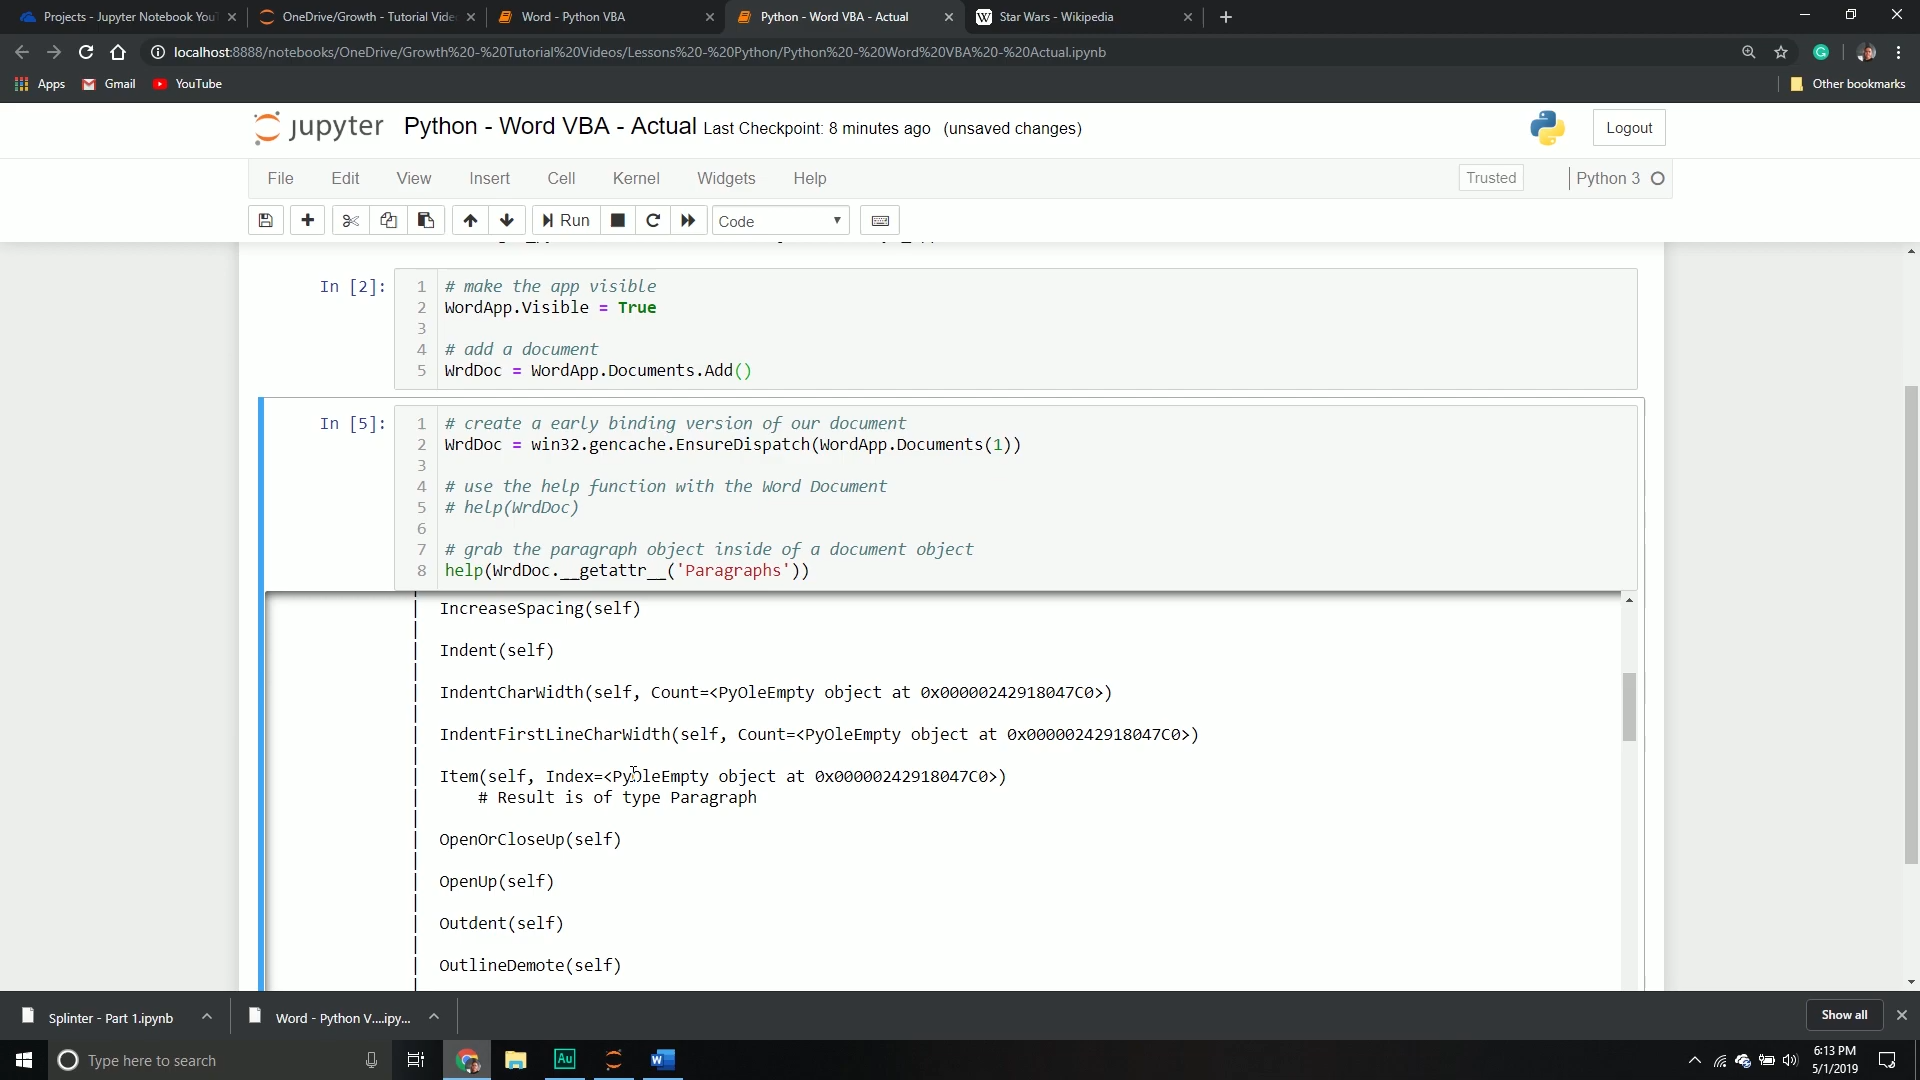 Projects - Jupyter Notebook You
OneDrive/Growth - Tutorial Vide
Word - Python VBA
Python - Word VBA - Actual
Star Wars - Wikipedia
localhost:8888/notebooks/OneDrive/Growth%20-%20Tutorial%20Videos/Lessons%20-%20Python/Python%20-%20Word%20VBA%20-%20Actual.ipynb
Apps
Gmail
YouTube
Other bookmarks
jupyter Python - Word VBA - Actual Last Checkpoint: 8 minutes ago (unsaved changes)
Logout
File Edit View Insert Cell Kernel Widgets Help
Trusted
Python 3
Run
Code
In [2]:
1 # make the app visible
2 WordApp.Visible = True
3
4 # add a document
5 WrdDoc = WordApp.Documents.Add()
In [5]:
1 # create a early binding version of our document
2 WrdDoc = win32.gencache.EnsureDispatch(WordApp.Documents(1))
3
4 # use the help function with the Word Document
5 # help(WrdDoc)
6
7 # grab the paragraph object inside of a document object
8 help(WrdDoc.__getattr__('Paragraphs'))
| IncreaseSpacing(self)
|
| Indent(self)
|
| IndentCharWidth(self, Count=<PyOleEmpty object at 0x00000242918047C0>)
|
| IndentFirstLineCharWidth(self, Count=<PyOleEmpty object at 0x00000242918047C0>)
|
| Item(self, Index=<PyOleEmpty object at 0x00000242918047C0>)
| # Result is of type Paragraph
|
| OpenOrCloseUp(self)
|
| OpenUp(self)
|
| Outdent(self)
|
| OutlineDemote(self)
Splinter - Part 1.ipynb
Word - Python V....ipy...
Show all
Type here to search
Au
W
6:13 PM
5/1/2019